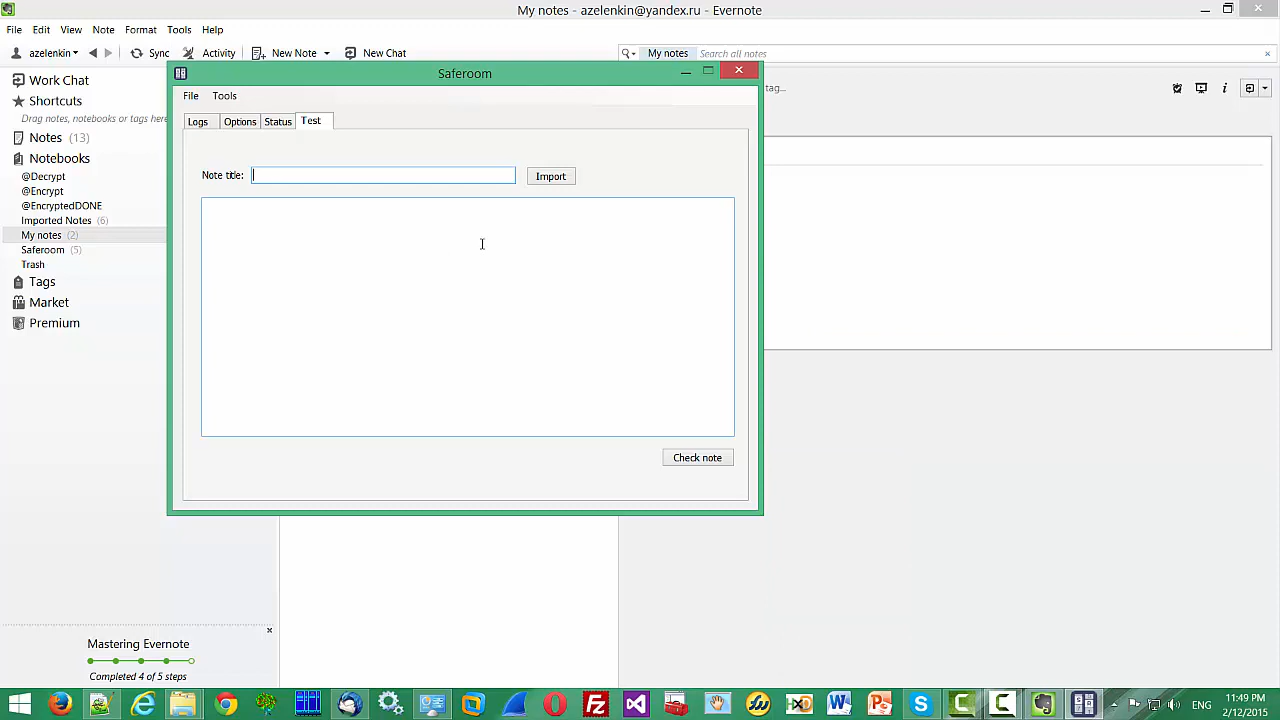 My notes - azelenkin@yandex.ru - Evernote
File Edit View Note Format Tools Help
azelenkin Sync Activity New Note New Chat My notes Search all notes
Work Chat
Shortcuts
Drag notes, notebooks or tags here
Notes (13)
Notebooks
@Decrypt
@Encrypt
@EncryptedDONE
Imported Notes (6)
My notes (2)
Saferoom (5)
Trash
Tags
Market
Premium
Saferoom
File Tools
Logs Options Status Test
Note title: Import
Check note
tag...
Mastering Evernote
Completed 4 of 5 steps
ENG
11:49 PM
2/12/2015